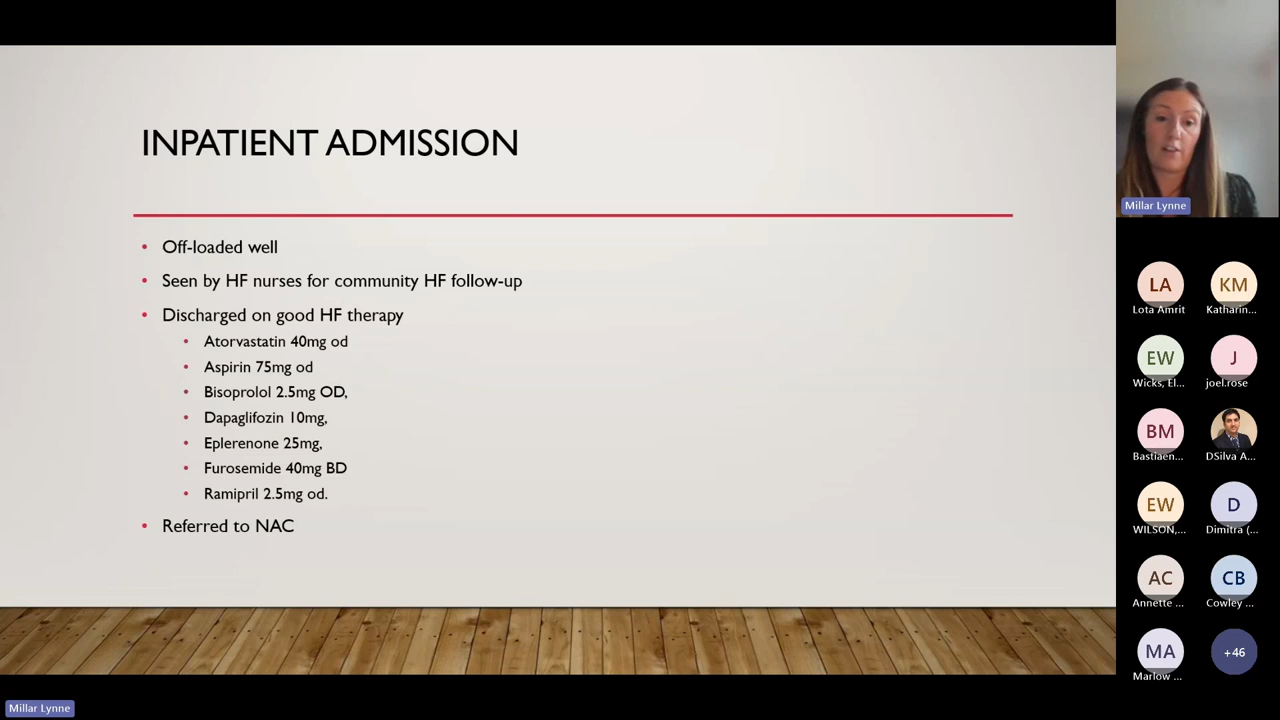 INPATIENT ADMISSION
• Off-loaded well
• Seen by HF nurses for community HF follow-up
• Discharged on good HF therapy
• Atorvastatin 40mg od
• Aspirin 75mg od
• Bisoprolol 2.5mg OD,
• Dapaglifozin 10mg,
• Eplerenone 25mg,
• Furosemide 40mg BD
• Ramipril 2.5mg od.
• Referred to NAC
Millar Lynne
LA KM
Lota Amrit Katharin...
EW J
Wicks, El... joel.rose
BM
Bastiaen... DSilva A...
EW D
WILSON,... Dimitra (...
AC CB
Annette ... Cowley ...
MA +46
Marlow ...
Millar Lynne